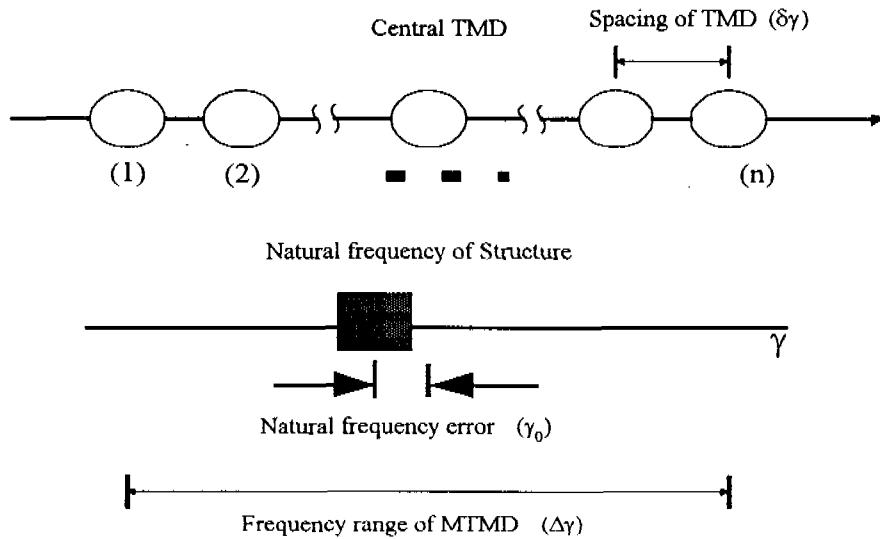 Central TMD
Spacing of TMD (δγ)
(1)
(2)
(n)
Natural frequency of Structure
γ
Natural frequency error (γ₀)
Frequency range of MTMD (Δγ)